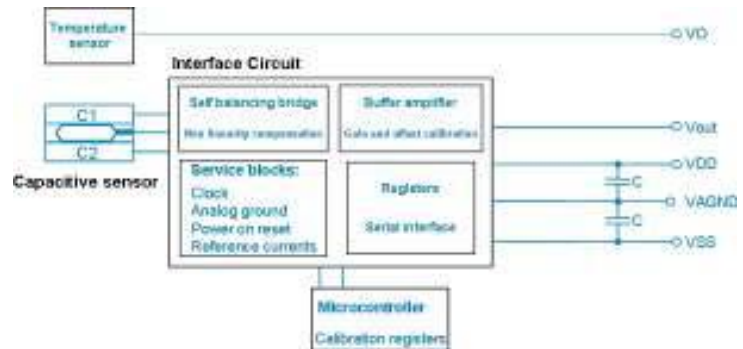 Temperature
sensor
VO
Interface Circuit
Self balancing bridge
Non linearity compensation
Buffer amplifier
Gain and offset calibration
C1
C2
Capacitive sensor
Vout
Service blocks:
Clock
Analog ground
Power on reset
Reference currents
Registers
Serial interface
VDD
C
VAGND
C
VSS
Microcontroller
Calibration registers